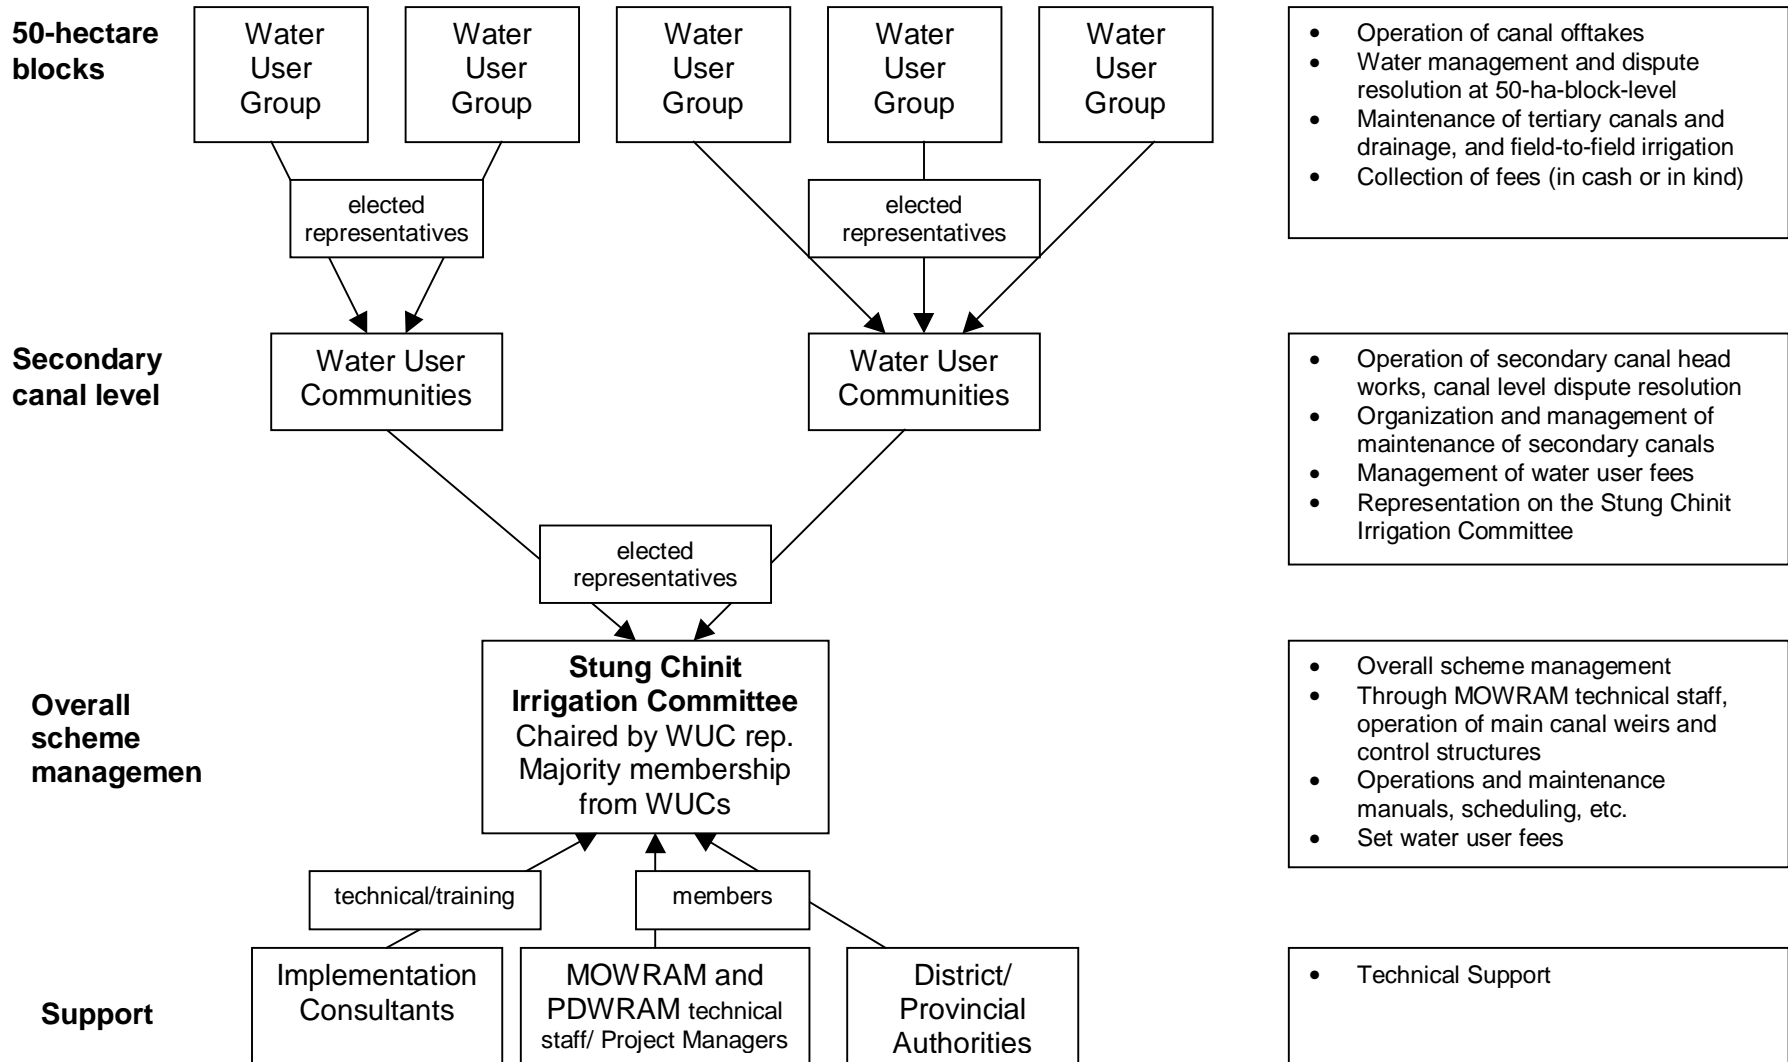 50-hectare
blocks
Water
User
Group
Water
User
Group
Water
User
Group
Water
User
Group
Water
User
Group
• Operation of canal offtakes
• Water management and dispute
resolution at 50-ha-block-level
• Maintenance of tertiary canals and
drainage, and field-to-field irrigation
• Collection of fees (in cash or in kind)
elected
representatives
elected
representatives
Secondary
canal level
Water User
Communities
Water User
Communities
• Operation of secondary canal head
works, canal level dispute resolution
• Organization and management of
maintenance of secondary canals
• Management of water user fees
• Representation on the Stung Chinit
Irrigation Committee
elected
representatives
Overall
scheme
managemen
Stung Chinit
Irrigation Committee
Chaired by WUC rep.
Majority membership
from WUCs
• Overall scheme management
• Through MOWRAM technical staff,
operation of main canal weirs and
control structures
• Operations and maintenance
manuals, scheduling, etc.
• Set water user fees
technical/training
members
Support
Implementation
Consultants
MOWRAM and
PDWRAM technical
staff/ Project Managers
District/
Provincial
Authorities
• Technical Support